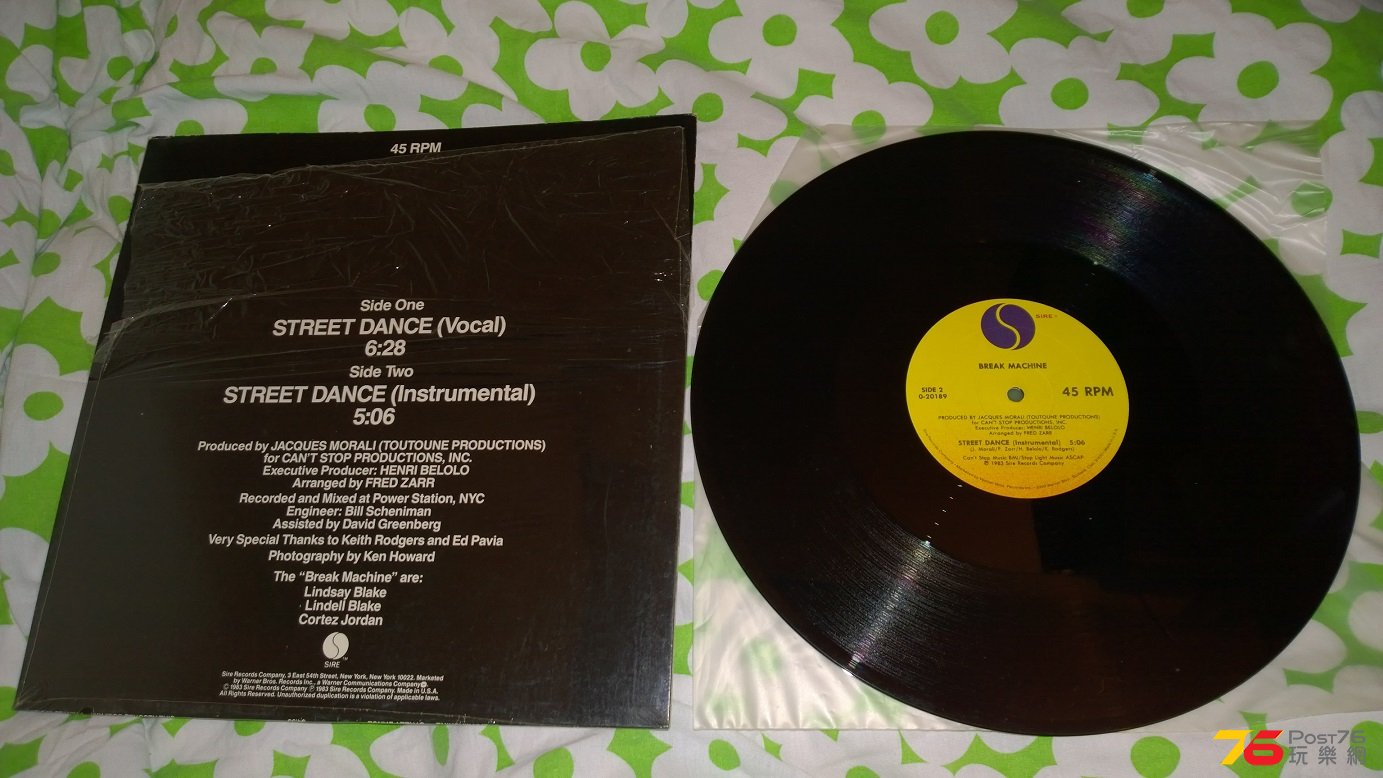 45 RPM
Side One
STREET DANCE (Vocal)
6:28
Side Two
STREET DANCE (Instrumental)
5:06
Produced by JACQUES MORALI (TOUTOUNE PRODUCTIONS)
for CAN'T STOP PRODUCTIONS, INC.
Executive Producer: HENRI BELOLO
Arranged by FRED ZARR
Recorded and Mixed at Power Station, NYC
Engineer: Bill Scheniman
Assisted by David Greenberg
Very Special Thanks to Keith Rodgers and Ed Pavia
Photography by Ken Howard
The "Break Machine" are:
Lindsay Blake
Lindell Blake
Cortez Jordan
SIRE
Sire Records Company, 3 East 54th Street, New York, New York 10022. Marketed
by Warner Bros. Records Inc., a Warner Communications Company
© 1983 Sire Records Company ℗ 1983 Sire Records Company. Made in U.S.A.
All Rights Reserved. Unauthorized duplication is a violation of applicable laws.
SIRE
BREAK MACHINE
SIDE 2
0-20189
45 RPM
PRODUCED BY JACQUES MORALI (TOUTOUNE PRODUCTIONS)
for CAN'T STOP PRODUCTIONS, INC.
Executive Producer: HENRI BELOLO
Arranged by FRED ZARR
STREET DANCE (Instrumental) 5:06
(J. Morali/F. Zarr/H. Belolo/K. Rodgers)
Can't Stop Music BMI/Stop Light Music ASCAP
℗ 1983 Sire Records Company
76 POST76
玩樂網